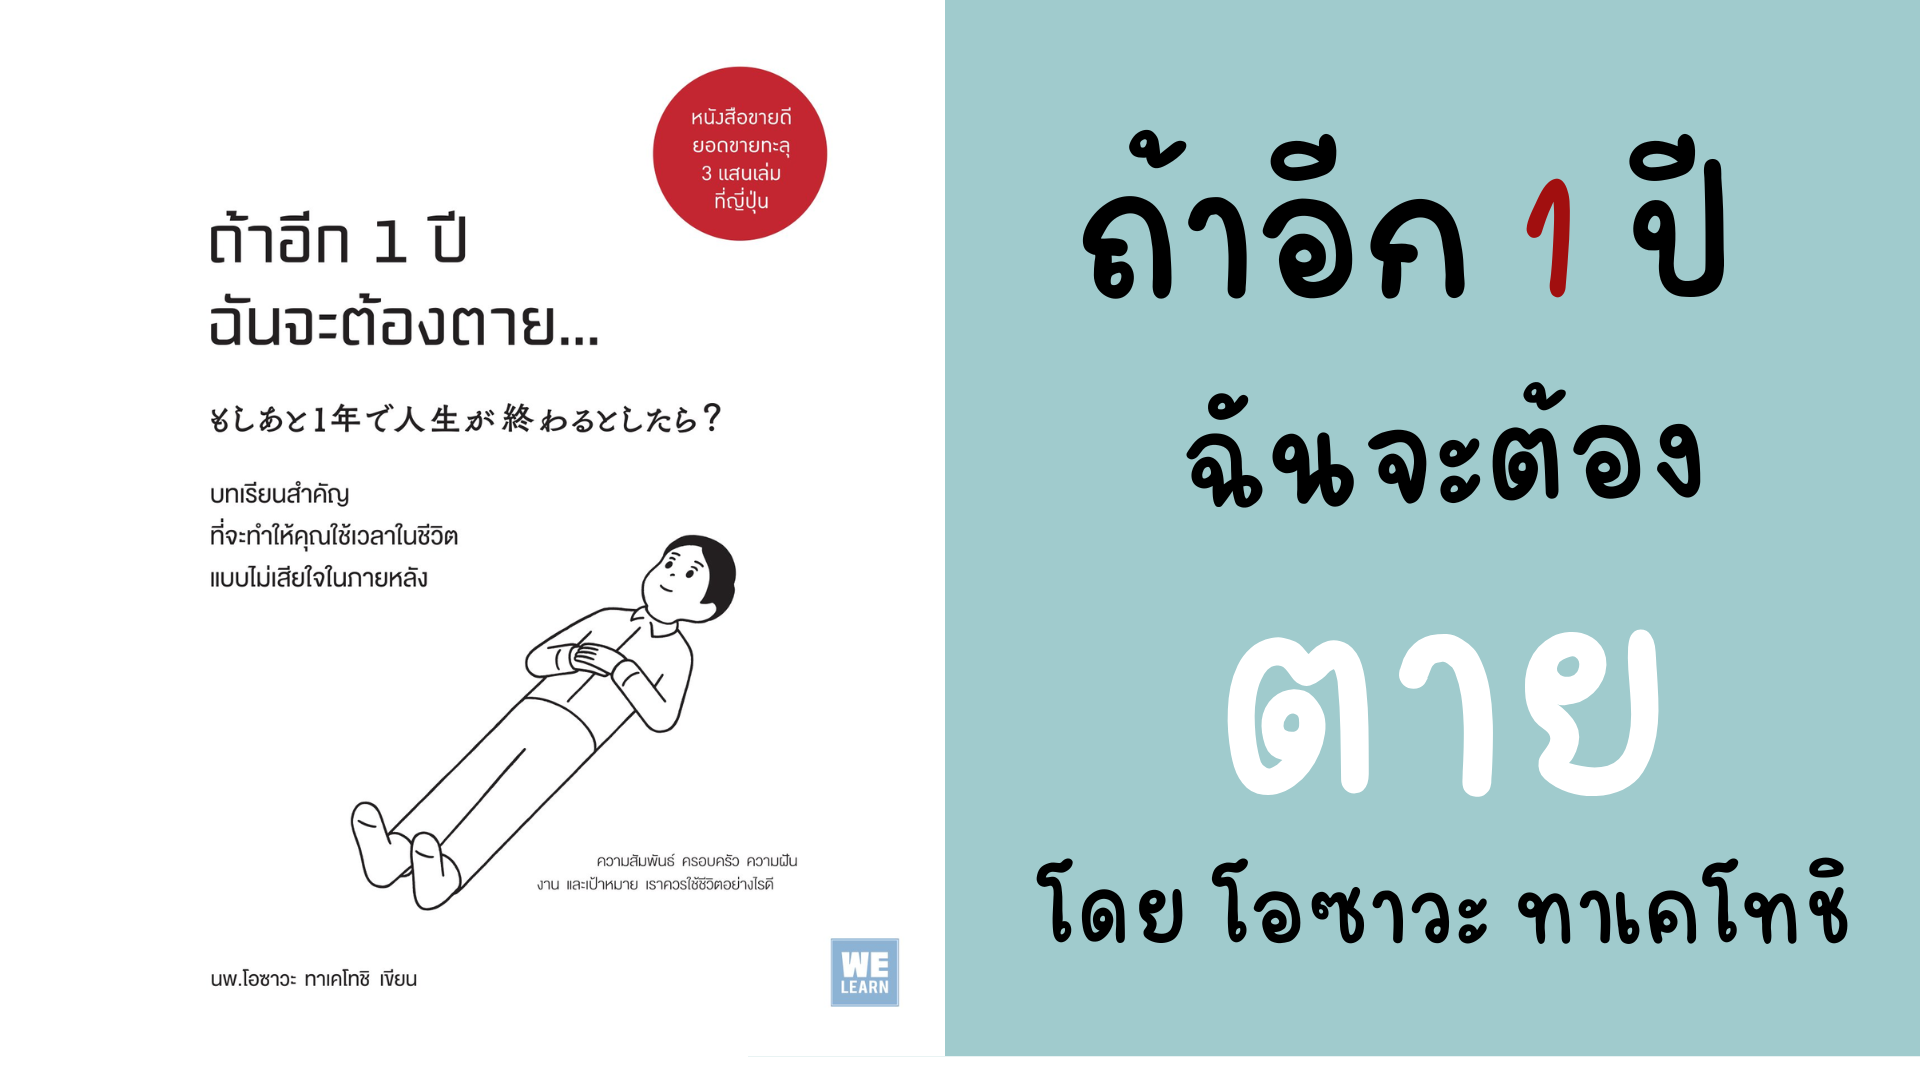 หนังสือขายดี
ยอดขายทะลุ
3 แสนเล่ม
ที่ญี่ปุ่น
ถ้าอีก 1 ปี
ฉันจะต้องตาย...
もしあと1年で人生が終わるとしたら?
บทเรียนสำคัญ
ที่จะทำให้คุณใช้เวลาในชีวิต
แบบไม่เสียใจในภายหลัง
ความสัมพันธ์ ครอบครัว ความฝัน
งาน และเป้าหมาย เราควรใช้ชีวิตอย่างไรดี
นพ.โอซาวะ ทาเคโทชิ เขียน
WE
LEARN
ถ้าอีก 1 ปี
ฉันจะต้อง
ตาย
โดย โอซาวะ ทาเคโทชิ